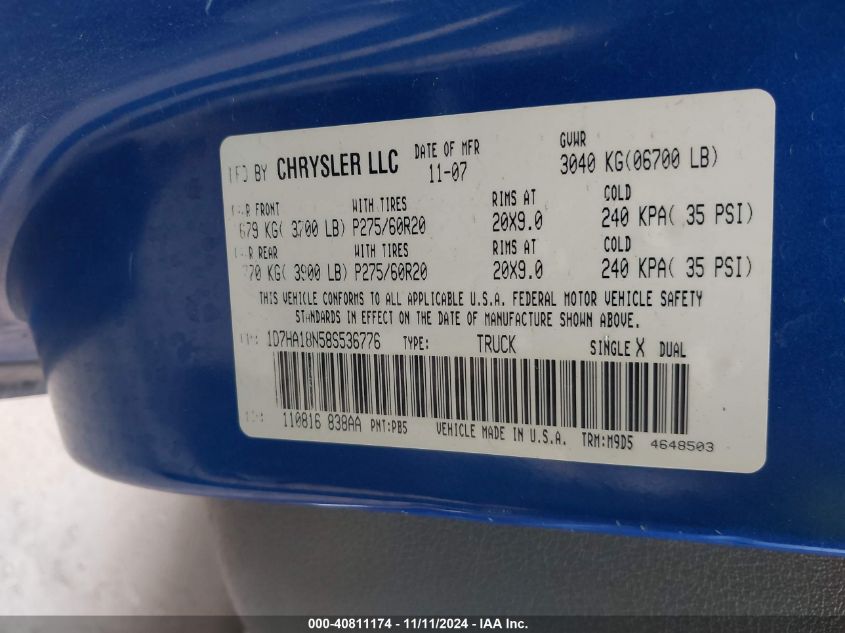 BY CHRYSLER LLC DATE OF MFR GVWR
11-07 3040 KG(06700 LB)
FRONT WITH TIRES RIMS AT COLD
679 KG( 3700 LB) P275/60R20 20X9.0 240 KPA( 35 PSI)
REAR WITH TIRES RIMS AT COLD
770 KG( 3900 LB) P275/60R20 20X9.0 240 KPA( 35 PSI)
THIS VEHICLE CONFORMS TO ALL APPLICABLE U.S.A. FEDERAL MOTOR VEHICLE SAFETY
STANDARDS IN EFFECT ON THE DATE OF MANUFACTURE SHOWN ABOVE.
1D7HA18N58S536776 TYPE: TRUCK SINGLE X DUAL
110816 838AA PNT:PB5 VEHICLE MADE IN U.S.A. TRM:M9D5 4648503
000-40811174 - 11/11/2024 - IAA Inc.